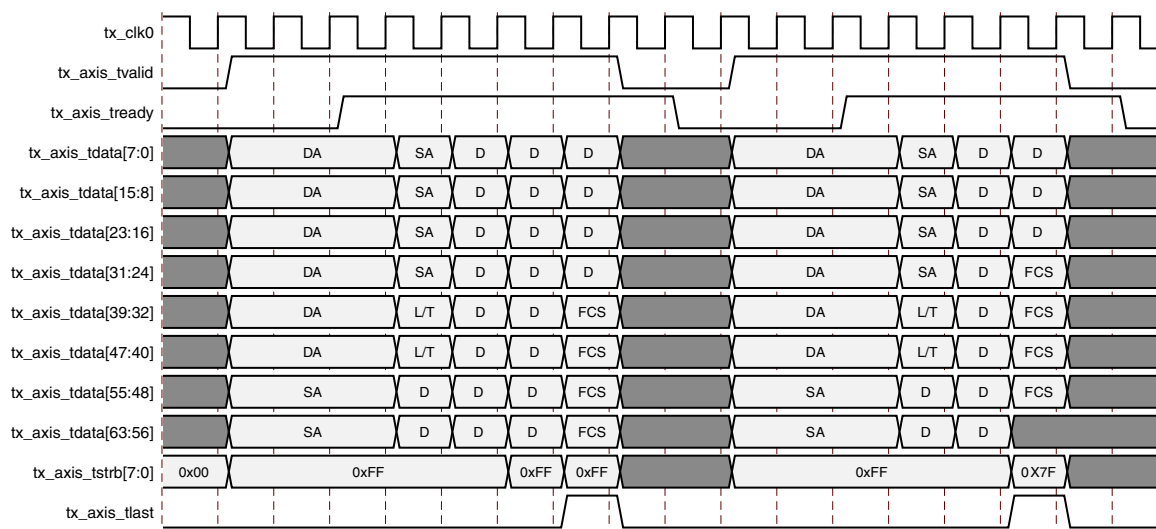 tx_clk0
tx_axis_tvalid
tx_axis_tready
tx_axis_tdata[7:0] DA SA D D D DA SA D D
tx_axis_tdata[15:8] DA SA D D D DA SA D D
tx_axis_tdata[23:16] DA SA D D D DA SA D D
tx_axis_tdata[31:24] DA SA D D D DA SA D FCS
tx_axis_tdata[39:32] DA L/T D D FCS DA L/T D FCS
tx_axis_tdata[47:40] DA L/T D D FCS DA L/T D FCS
tx_axis_tdata[55:48] SA D D D FCS SA D D FCS
tx_axis_tdata[63:56] SA D D D FCS SA D D
tx_axis_tstrb[7:0] 0x00 0xFF 0xFF 0xFF 0xFF 0X7F
tx_axis_tlast